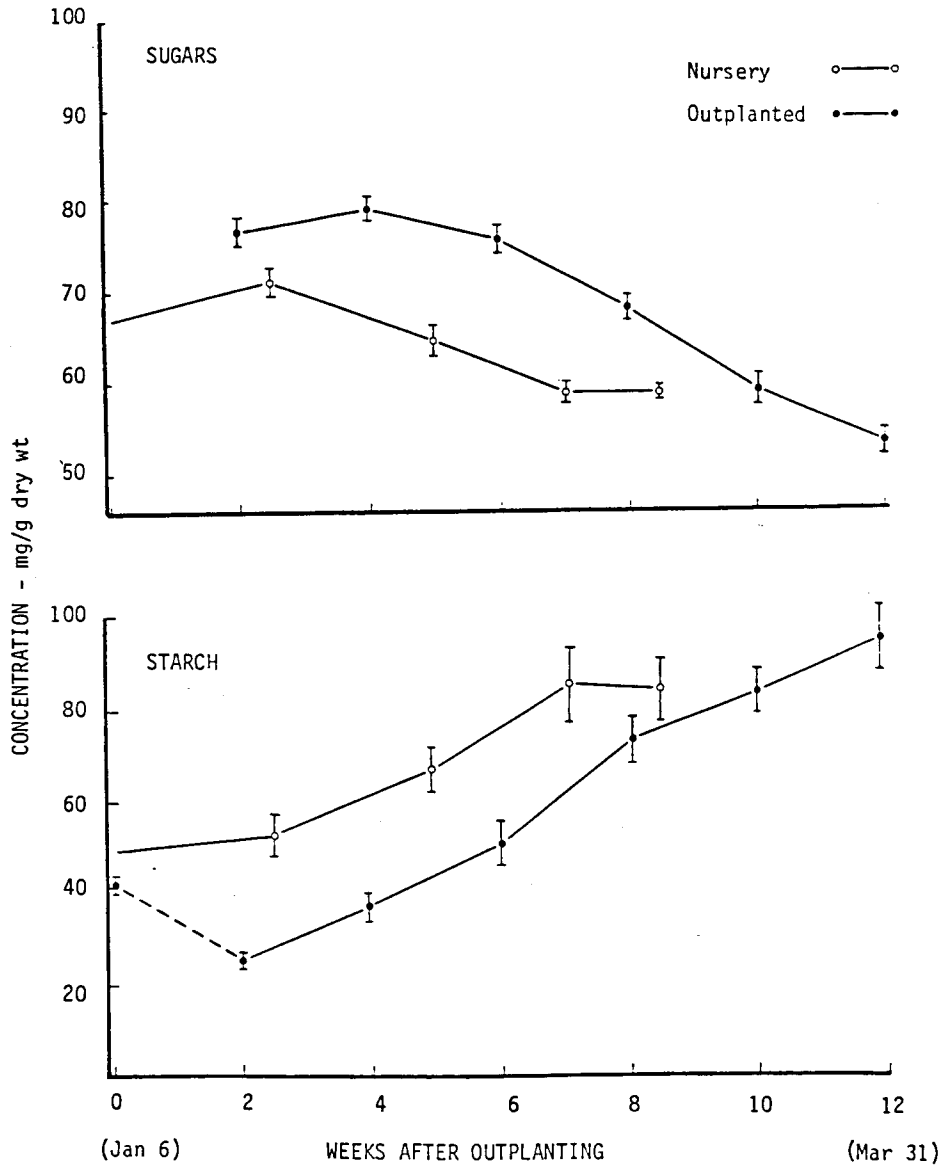 100
SUGARS
Nursery
Outplanted
90
80
70
60
50
CONCENTRATION - mg/g dry wt
100
STARCH
80
60
40
20
0 2 4 6 8 10 12
(Jan 6) WEEKS AFTER OUTPLANTING (Mar 31)